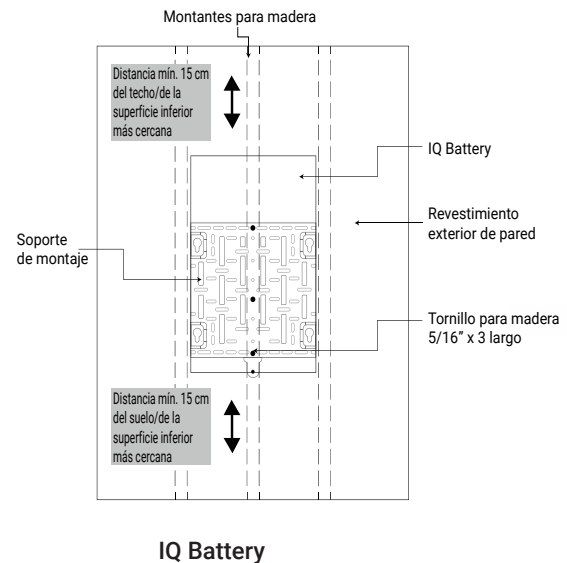 Montantes para madera
Distancia mín. 15 cm
del techo/de la
superficie inferior
más cercana
IQ Battery
Revestimiento
exterior de pared
Soporte
de montaje
Tornillo para madera
5/16” x 3 largo
Distancia mín. 15 cm
del suelo/de la
superficie inferior
más cercana
IQ Battery